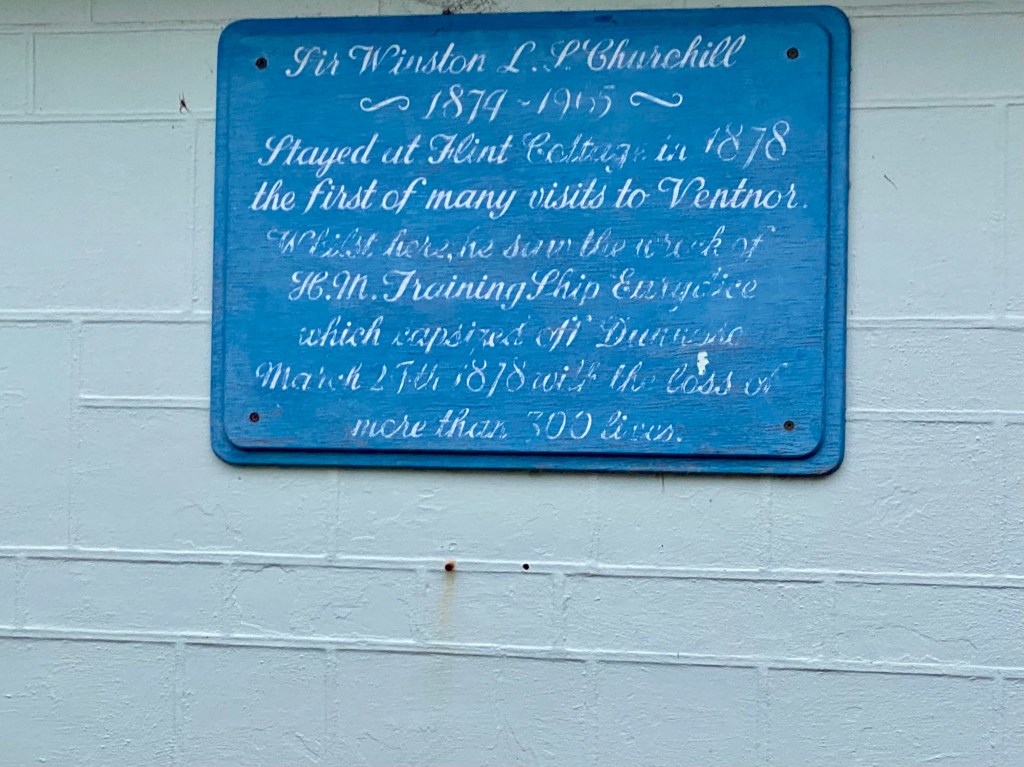 Sir Winston L. S. Churchill
1874 - 1965
Stayed at Flint Cottage in 1878
the first of many visits to Ventnor.
Whilst here, he saw the wreck of
H.M. Training Ship Eurydice
which capsized off Dunnose
March 2 th 1878 with the loss of
more than 300 lives.